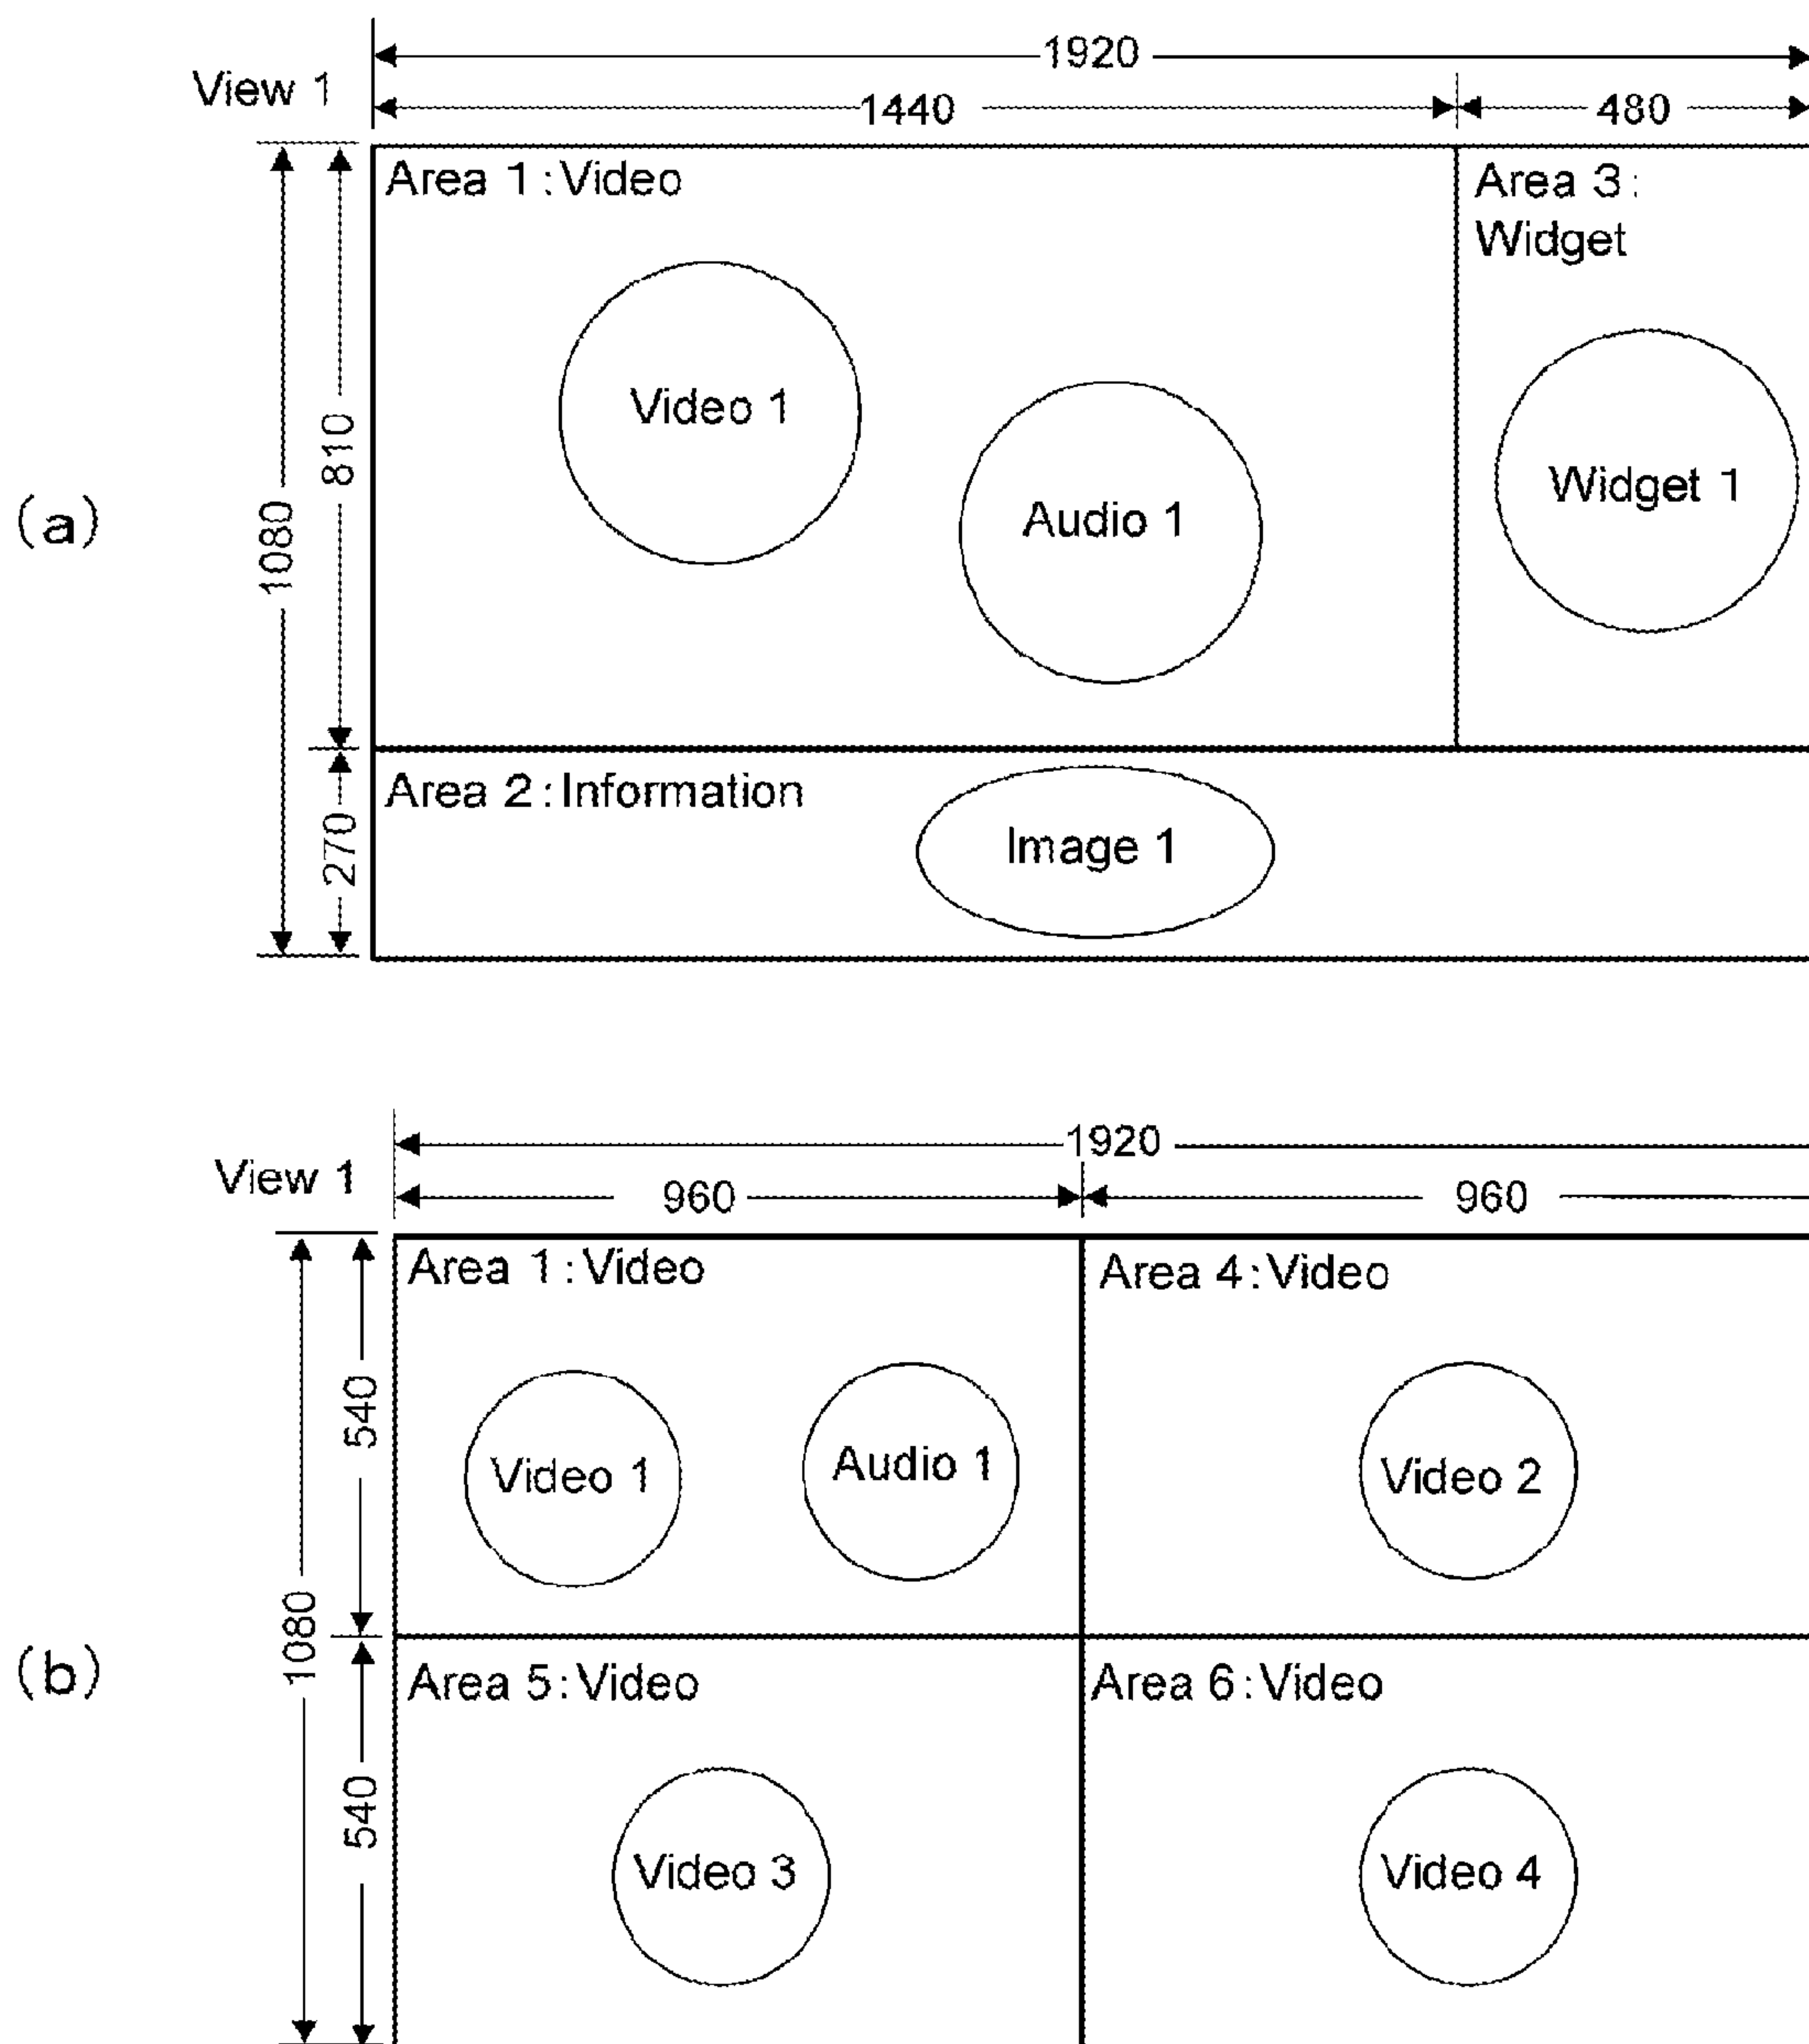 1920
View 1
1440
480
Area 1:Video
Area 3:
Widget
Video 1
Audio 1
Widget 1
(a)
1080
810
Area 2:Information
Image 1
270
1920
View 1
960
960
Area 1:Video
Area 4:Video
540
Video 1
Audio 1
Video 2
1080
(b)
Area 5:Video
Area 6:Video
540
Video 3
Video 4